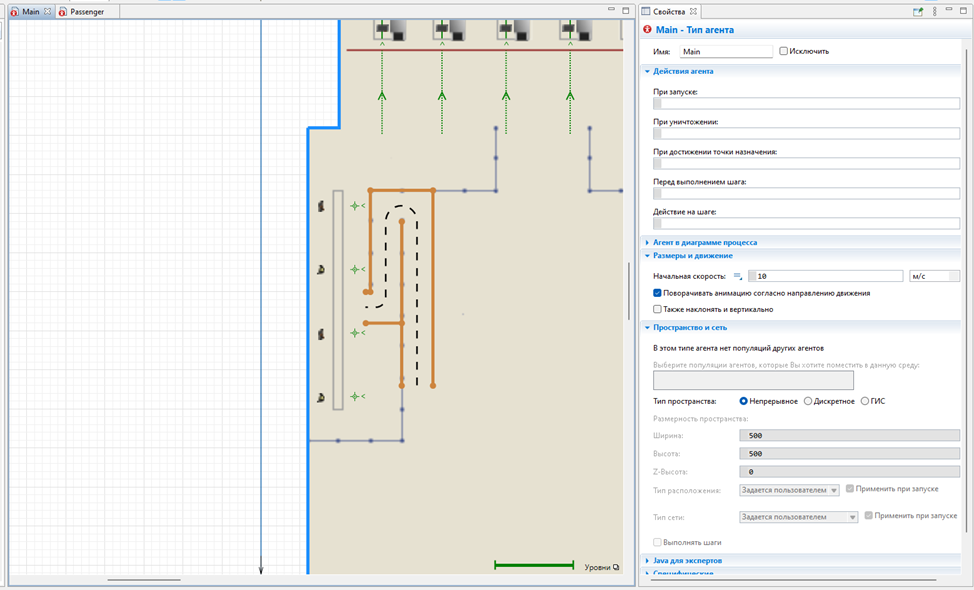 Main
Passenger
Уровни
Свойства
Main - Тип агента
Имя: Main Исключить
Действия агента
При запуске:
При уничтожении:
При достижении точки назначения:
Перед выполнением шага:
Действие на шаге:
Агент в диаграмме процесса
Размеры и движение
Начальная скорость: 10 м/с
Поворачивать анимацию согласно направлению движения
Также наклонять и вертикально
Пространство и сеть
В этом типе агента нет популяций других агентов
Выберите популяции агентов, которые Вы хотите поместить в данную среду:
Тип пространства: Непрерывное Дискретное ГИС
Размерность пространства:
Ширина: 500
Высота: 500
Z-Высота: 0
Тип расположения: Задается пользователем Применить при запуске
Тип сети: Задается пользователем Применить при запуске
Выполнять шаги
Java для экспертов
Специфические